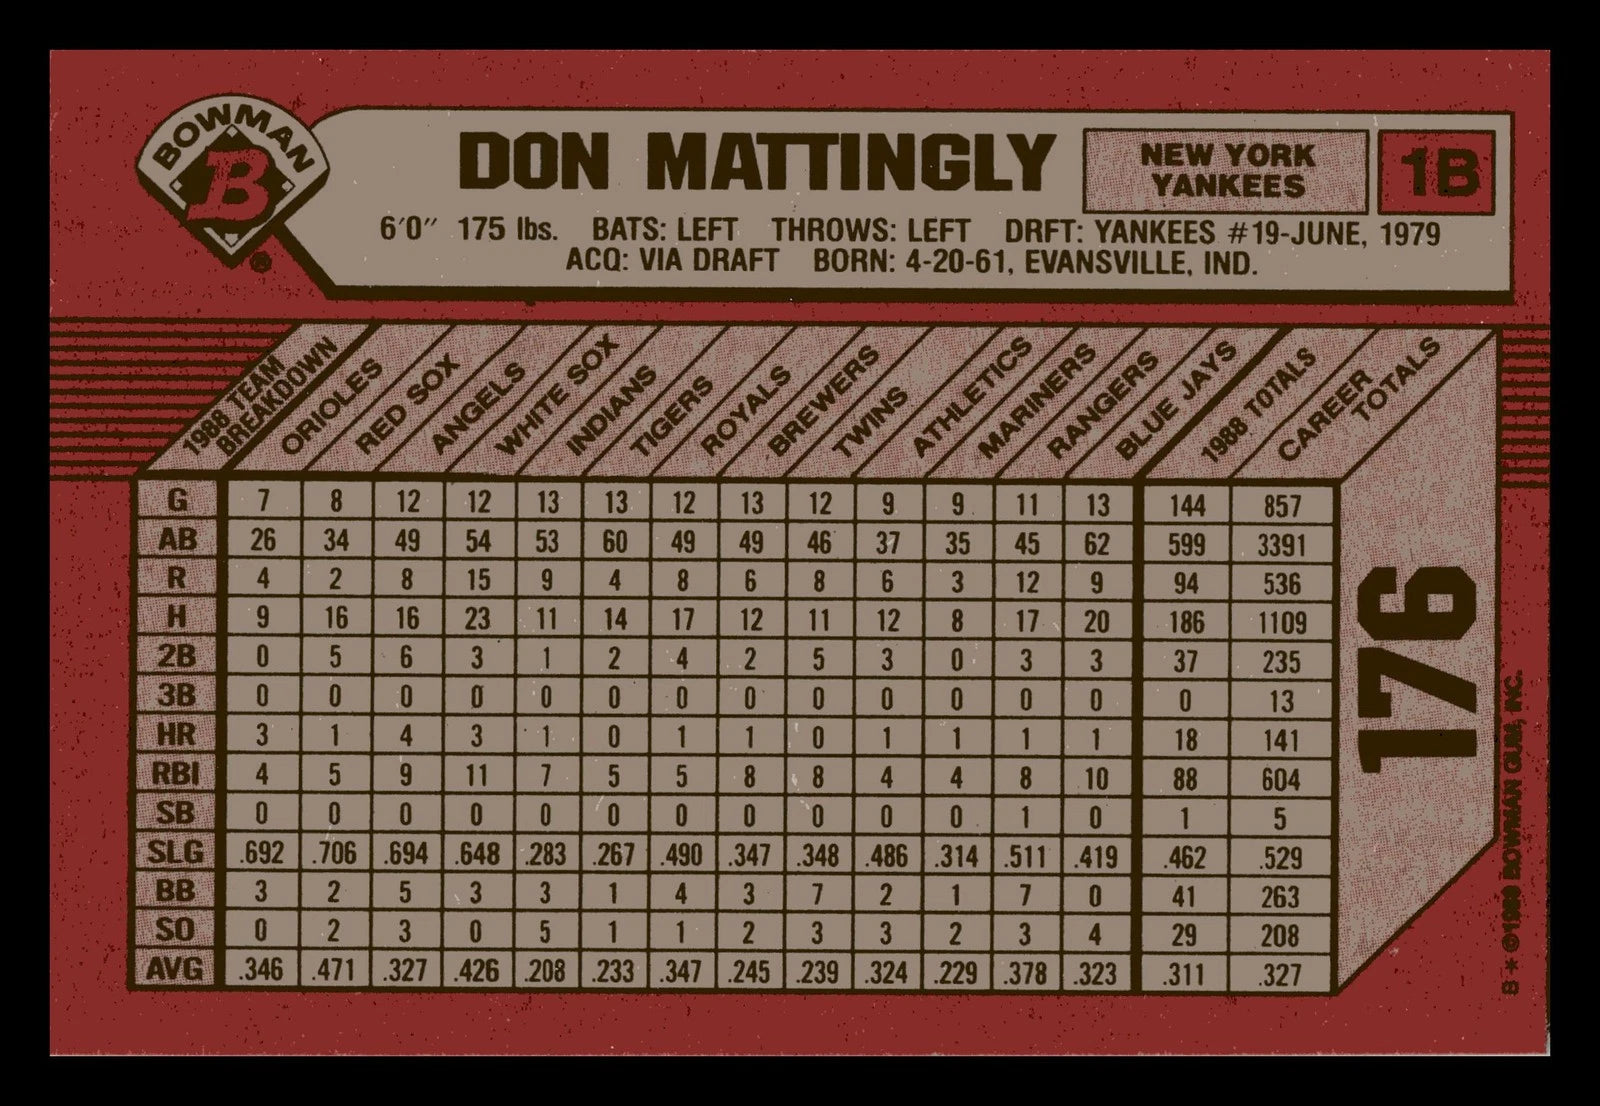 BOWMAN
B
®
DON MATTINGLY
NEW YORK
YANKEES
1B
6'0" 175 lbs. BATS: LEFT THROWS: LEFT DRFT: YANKEES #19-JUNE, 1979
ACQ: VIA DRAFT BORN: 4-20-61, EVANSVILLE, IND.
1988 TEAM
BREAKDOWN
ORIOLES
RED SOX
ANGELS
WHITE SOX
INDIANS
TIGERS
ROYALS
BREWERS
TWINS
ATHLETICS
MARINERS
RANGERS
BLUE JAYS
1988 TOTALS
CAREER
TOTALS
G 7 8 12 12 13 13 12 13 12 9 9 11 13 144 857
AB 26 34 49 54 53 60 49 49 46 37 35 45 62 599 3391
R 4 2 8 15 9 4 8 6 8 6 3 12 9 94 536
H 9 16 16 23 11 14 17 12 11 12 8 17 20 186 1109
2B 0 5 6 3 1 2 4 2 5 3 0 3 3 37 235
3B 0 0 0 0 0 0 0 0 0 0 0 0 0 0 13
HR 3 1 4 3 1 0 1 1 0 1 1 1 1 18 141
RBI 4 5 9 11 7 5 5 8 8 4 4 8 10 88 604
SB 0 0 0 0 0 0 0 0 0 0 0 1 0 1 5
SLG .692 .706 .694 .648 .283 .267 .490 .347 .348 .486 .314 .511 .419 .462 .529
BB 3 2 5 3 3 1 4 3 7 2 1 7 0 41 263
SO 0 2 3 0 5 1 1 2 3 3 2 3 4 29 208
AVG .346 .471 .327 .426 .208 .233 .347 .245 .239 .324 .229 .378 .323 .311 .327
176
B * ©1989 BOWMAN GUM, INC.